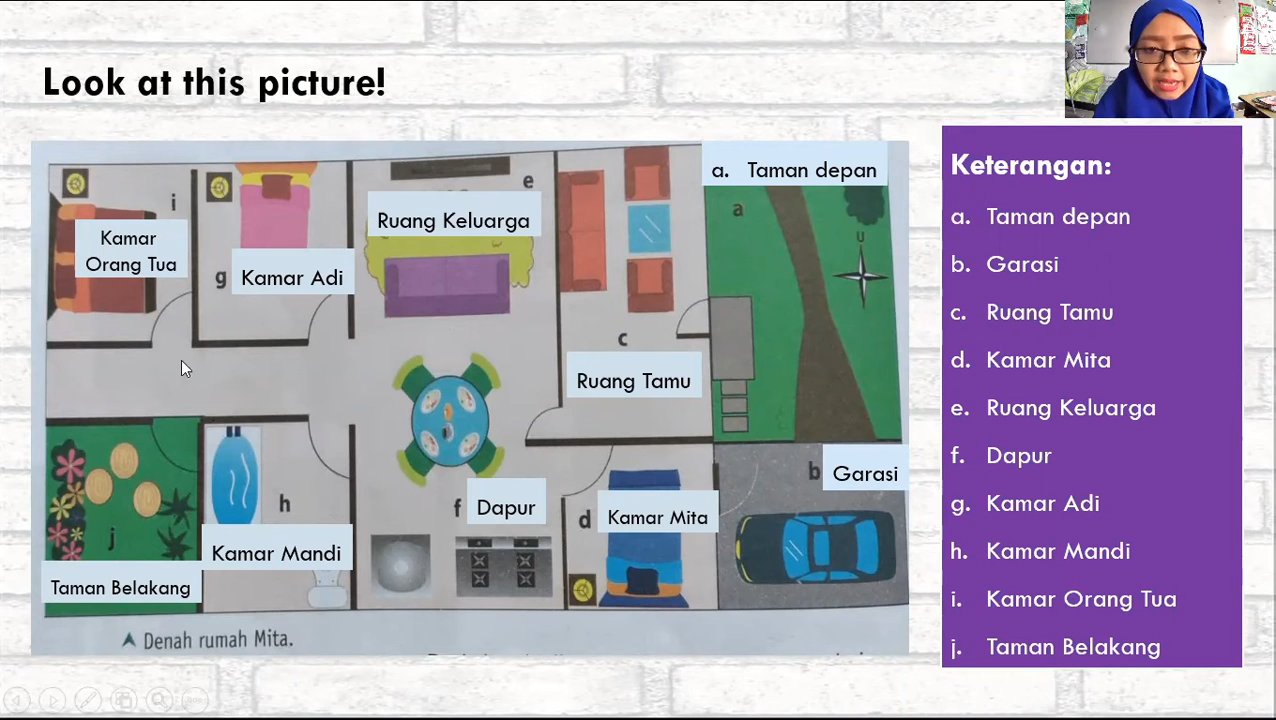 Look at this picture!
a. Taman depan
i
e
a
Kamar
Orang Tua
Ruang Keluarga
U
g
Kamar Adi
c
Ruang Tamu
b
Garasi
h
f
Dapur
d
Kamar Mita
j
Kamar Mandi
Taman Belakang
Denah rumah Mita.
Keterangan:
a. Taman depan
b. Garasi
c. Ruang Tamu
d. Kamar Mita
e. Ruang Keluarga
f. Dapur
g. Kamar Adi
h. Kamar Mandi
i. Kamar Orang Tua
j. Taman Belakang